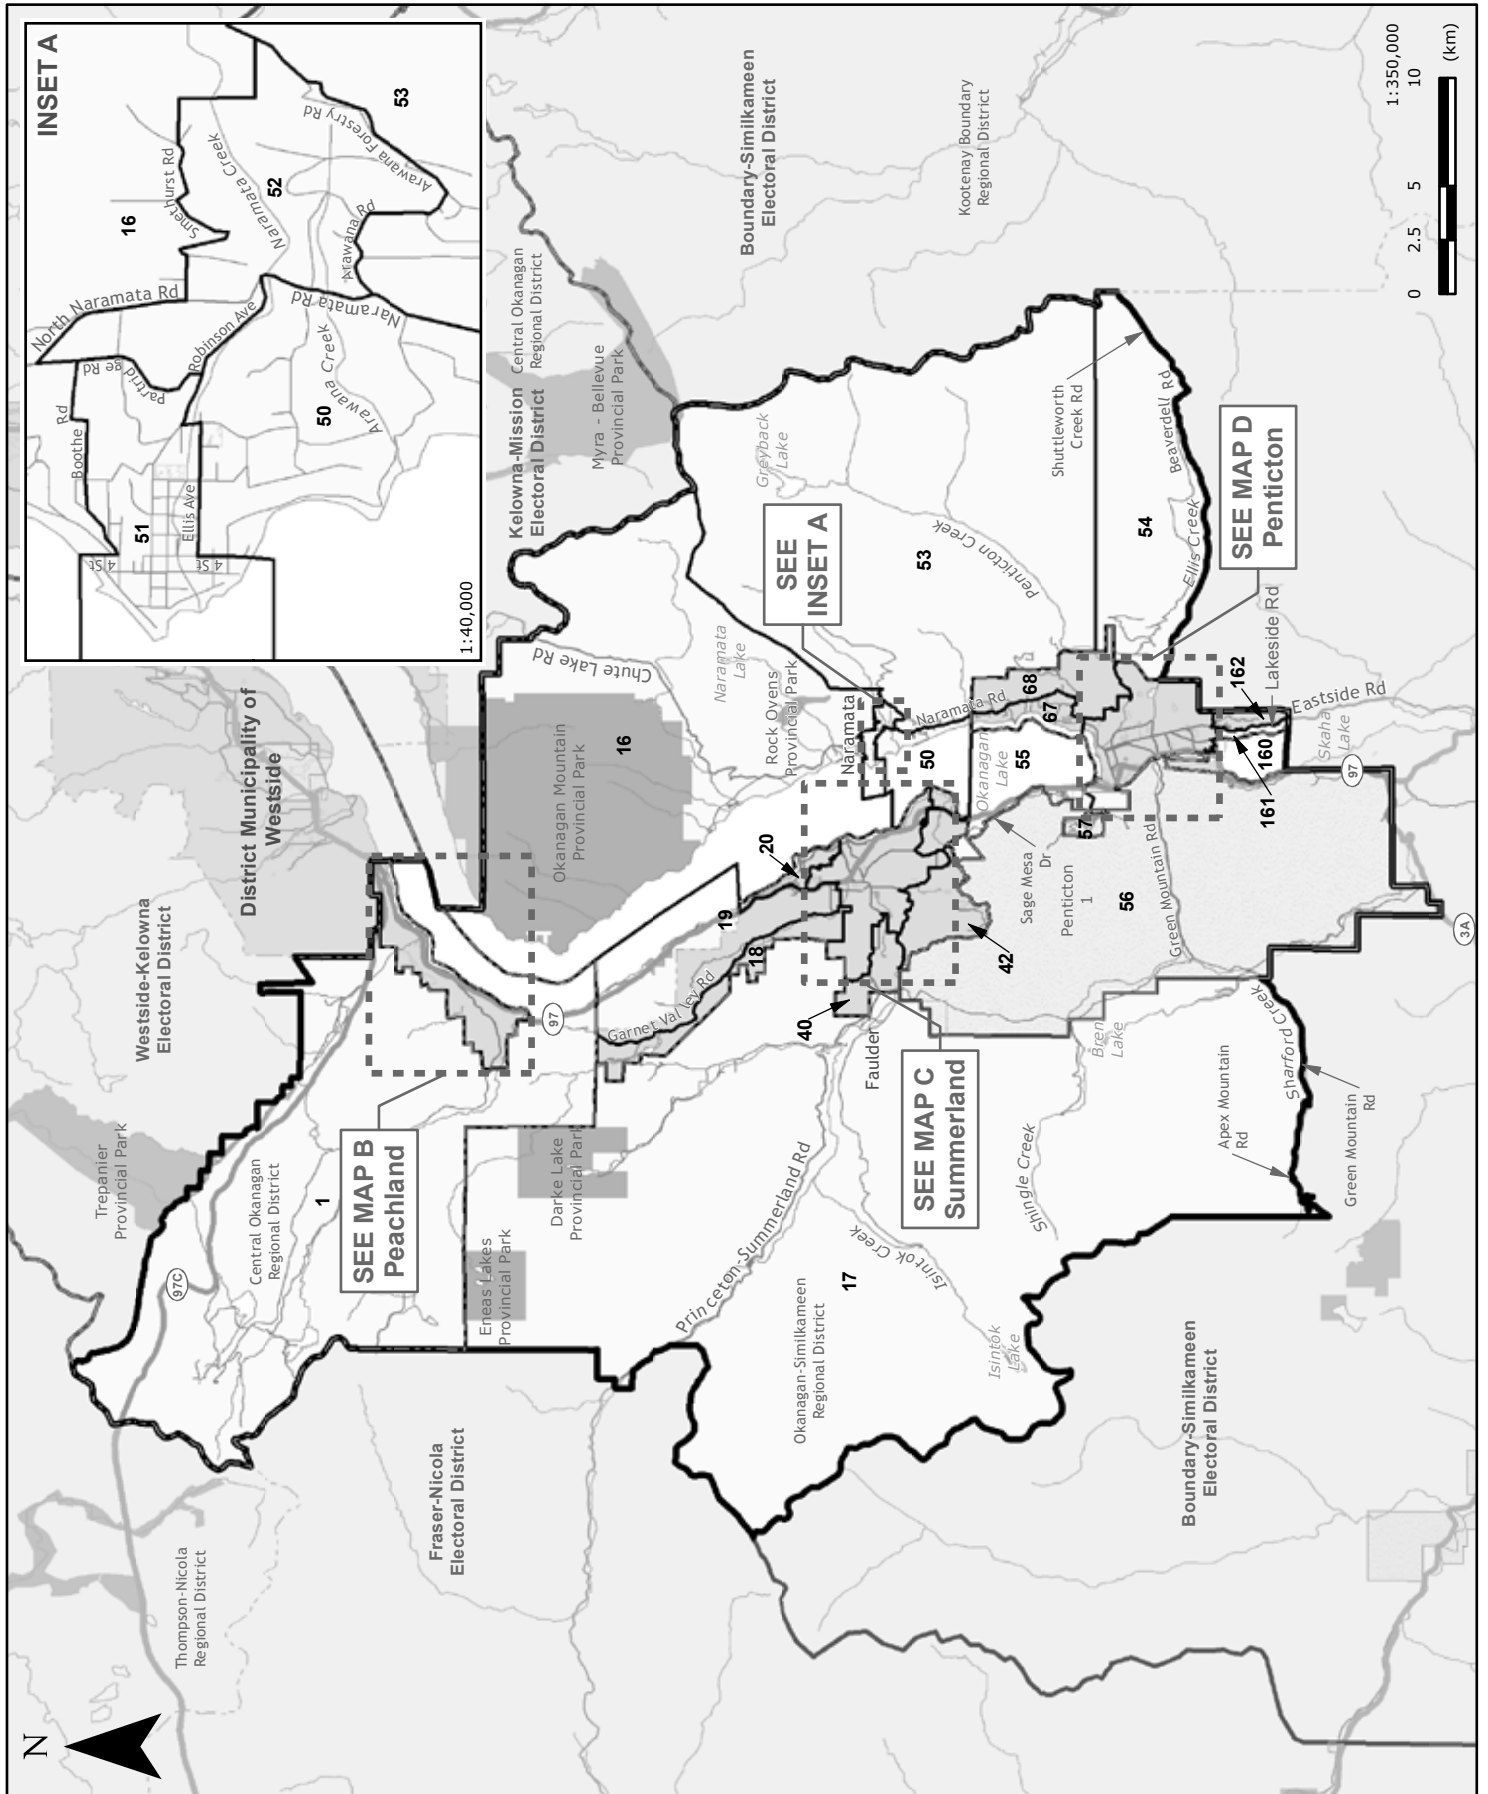 N
Thompson-Nicola
Regional District
97C
Trepanier
Provincial Park
Westside-Kelowna
Electoral District
District Municipality of
Westside
INSET A
North Naramata Rd
16
Smethurst Rd
Naramata Creek
53
Boothe Rd
Partridge Rd
Robinson Ave
52
Arawana Forestry Rd
4 St
51
Ellis Ave
4 St
Arawana Rd
Naramata Rd
50
Arawana Creek
1:40,000
Central Okanagan
Regional District
1
SEE MAP B
Peachland
Fraser-Nicola
Electoral District
Eneas Lakes
Provincial Park
Darke Lake
Provincial Park
97
Okanagan Mountain
Provincial Park
16
Chute Lake Rd
Kelowna-Mission
Electoral District
Central Okanagan
Regional District
Myra - Bellevue
Provincial Park
Garnet Valley Rd
18
19
20
Naramata
Lake
Rock Ovens
Provincial Park
Naramata
SEE
INSET A
Greyback
Lake
Boundary-Similkameen
Electoral District
Kootenay Boundary
Regional District
Princeton-Summerland Rd
17
Okanagan-Similkameen
Regional District
Isintok Creek
Isintok
Lake
40
Faulder
SEE MAP C
Summerland
42
50
Naramata Rd
53
Penticton Creek
Okanagan
Lake
55
67
68
Sage Mesa
Dr
Penticton
1
57
56
Green Mountain Rd
Shingle Creek
Bren
Lake
Shuttleworth
Creek Rd
54
Beaverdell Rd
Ellis Creek
SEE MAP D
Penticton
Boundary-Similkameen
Electoral District
Apex Mountain
Rd
Sharford Creek
Green Mountain
Rd
161
160
162
Lakeside Rd
Eastside Rd
Skaha
Lake
97
3A
1:350,000
0
2.5
5
10
(km)